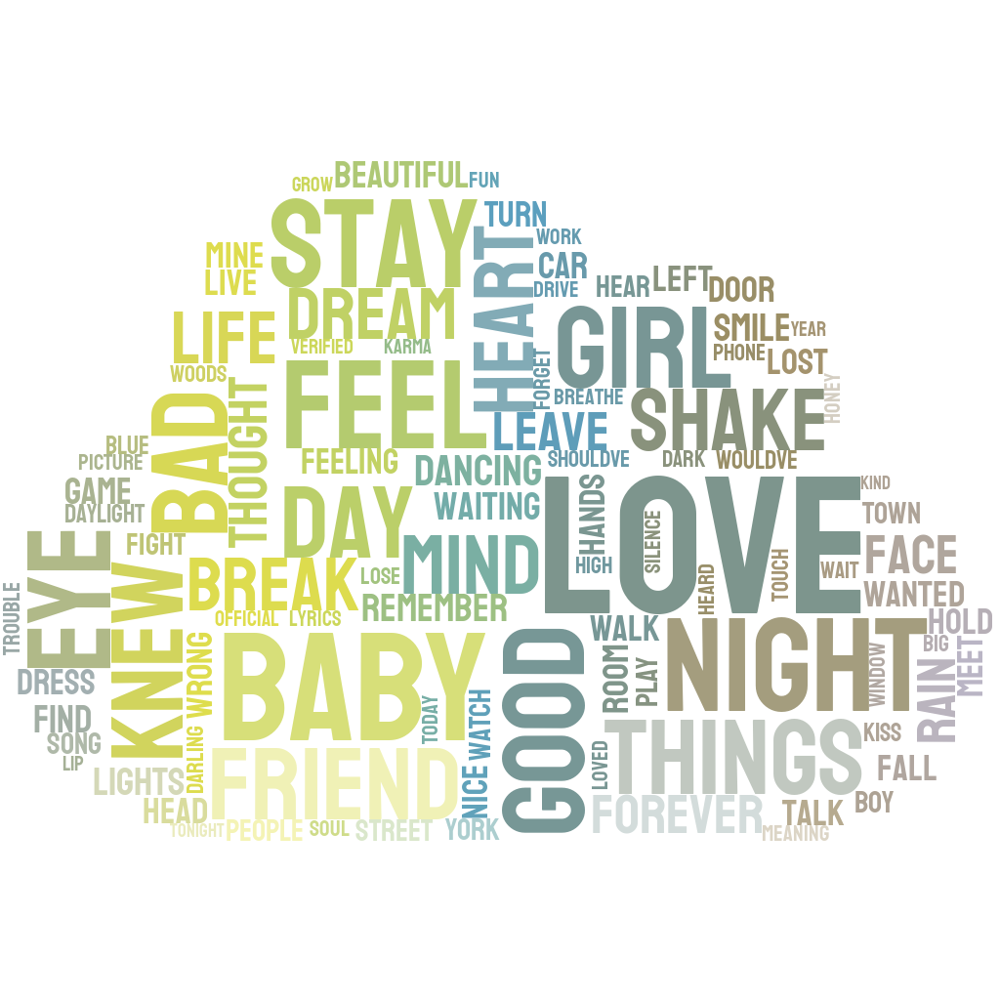 GROW
BEAUTIFUL
FUN
STAY
TURN
WORK
HEART
MINE
LIVE
CAR
DRIVE
HEAR
LEFT
DOOR
DREAM
LIFE
GIRL
SMILE
YEAR
VERIFIED
KARMA
PHONE
LOST
WOODS
FEEL
FORGET
BREATHE
HONEY
BAD
THOUGHT
LEAVE
SHAKE
BLUE
PICTURE
FEELING
DANCING
SHOULDVE
DARK
WOULDVE
GAME
DAYLIGHT
DAY
WAITING
HANDS
LOVE
SILENCE
KIND
TOWN
EYE
FIGHT
MIND
HIGH
HEARD
TOUCH
WAIT
FACE
TROUBLE
KNEW
BREAK
LOSE
REMEMBER
WANTED
OFFICIAL
LYRICS
WALK
HOLD
DRESS
WRONG
BABY
GOOD
ROOM
PLAY
NIGHT
WINDOW
BIG
MEET
RAIN
FIND
SONG
LIP
TODAY
WATCH
NICE
LOVED
THINGS
KISS
LIGHTS
DARLING
FRIEND
FALL
HEAD
FOREVER
TALK
BOY
TONIGHT
PEOPLE
SOUL
STREET
YORK
MEANING